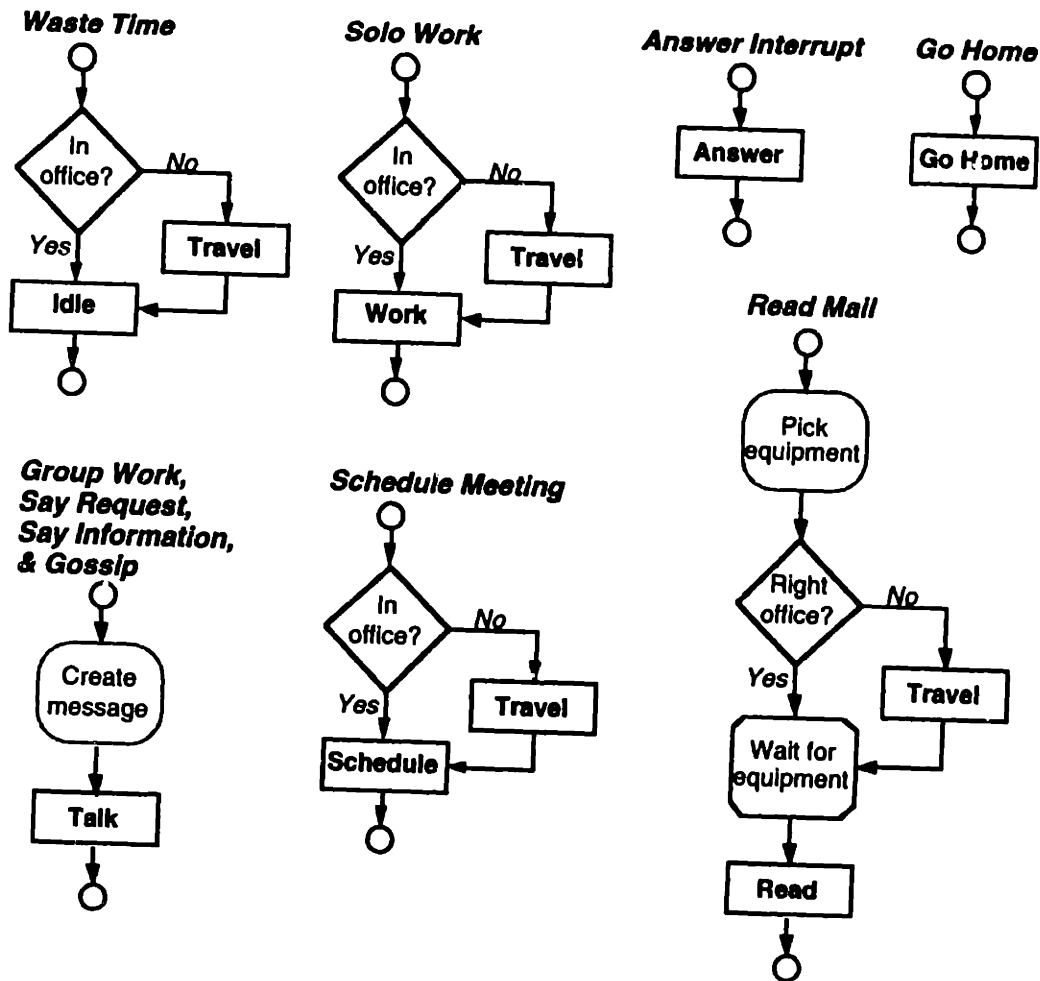 Waste Time
In
office?
No
Yes
Travel
Idle
Solo Work
In
office?
No
Yes
Travel
Work
Answer Interrupt
Answer
Go Home
Go Home
Group Work,
Say Request,
Say Information,
& Gossip
Create
message
Talk
Schedule Meeting
In
office?
No
Yes
Travel
Schedule
Read Mail
Pick
equipment
Right
office?
No
Yes
Travel
Wait for
equipment
Read